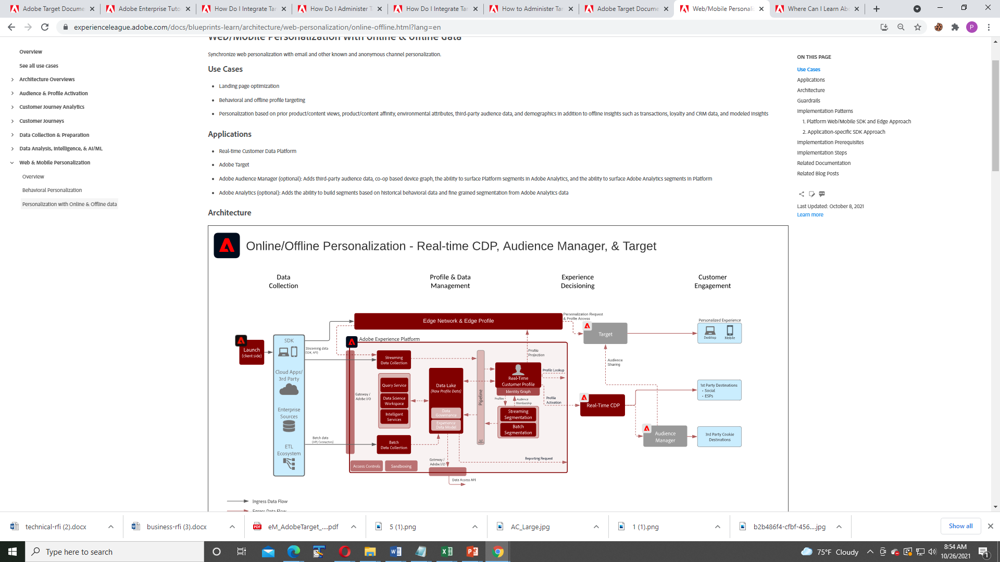 Adobe Target Docume
Adobe Enterprise Tuto
How Do I Integrate Tar
How Do I Administer T
How Do I Integrate Tar
How to Administer Tar
Adobe Target Docume
Web/Mobile Personaliz
Where Can I Learn Abo
experienceleague.adobe.com/docs/blueprints-learn/architecture/web-personalization/online-offline.html?lang=en
P
Web/Mobile Personalization with online & offline data
Overview
See all use cases
Architecture Overviews
Audience & Profile Activation
Customer Journey Analytics
Customer Journeys
Data Collection & Preparation
Data Analysis, Intelligence, & AI/ML
Web & Mobile Personalization
Overview
Behavioral Personalization
Personalization with Online & Offline data
Synchronize web personalization with email and other known and anonymous channel personalization.
Use Cases
• Landing page optimization
• Behavioral and offline profile targeting
• Personalization based on prior product/content views, product/content affinity, environmental attributes, third-party audience data, and demographics in addition to offline insights such as transactions, loyalty and CRM data, and modeled insights
Applications
• Real-time Customer Data Platform
• Adobe Target
• Adobe Audience Manager (optional): Adds third-party audience data, co-op based device graph, the ability to surface Platform segments in Adobe Analytics, and the ability to surface Adobe Analytics segments in Platform
• Adobe Analytics (optional): Adds the ability to build segments based on historical behavioral data and fine grained segmentation from Adobe Analytics data
Architecture
ON THIS PAGE
Use Cases
Applications
Architecture
Guardrails
Implementation Patterns
1. Platform Web/Mobile SDK and Edge Approach
2. Application-specific SDK Approach
Implementation Prerequisites
Implementation Steps
Related Documentation
Related Blog Posts
Last Updated: October 8, 2021
Learn more
Online/Offline Personalization - Real-time CDP, Audience Manager, & Target
Data
Collection
Profile & Data
Management
Experience
Decisioning
Customer
Engagement
Launch
(client side)
SDK
Cloud Apps/
3rd Party
Enterprise
Sources
ETL
Ecosystem
Streaming data
(SDK, API)
Batch data
(API, Connectors)
Edge Network & Edge Profile
Adobe Experience Platform
Gateway /
Adobe I/O
Streaming
Data Collection
Query Service
Data Science
Workspace
Intelligent
Services
Batch
Data Collection
Access Controls
Sandboxing
Data Lake
(Raw Profile Data)
Data
Governance
Experience
Data Model
Gateway /
Adobe I/O
Data Access API
Pipeline
Profile
Projection
Real-Time
Customer Profile
Identity Graph
Profiles
Audience
Membership
Streaming
Segmentation
Batch
Segmentation
Reporting Request
Profile Lookup
Profile
Activation
Personalization Request
& Profile Access
Target
Audience
Sharing
Real-Time CDP
Audience
Manager
Personalized Experience
Desktop
Mobile
1st Party Destinations
• Social
• ESPs
3rd Party Cookie
Destinations
Ingress Data Flow
Egress Data Flow
technical-rfi (2).docx
business-rfi (3).docx
eM_AdobeTarget_....pdf
5 (1).png
AC_Large.jpg
1 (1).png
b2b486f4-cfbf-456....jpg
Show all
Type here to search
75°F Cloudy
8:54 AM
10/26/2021
1